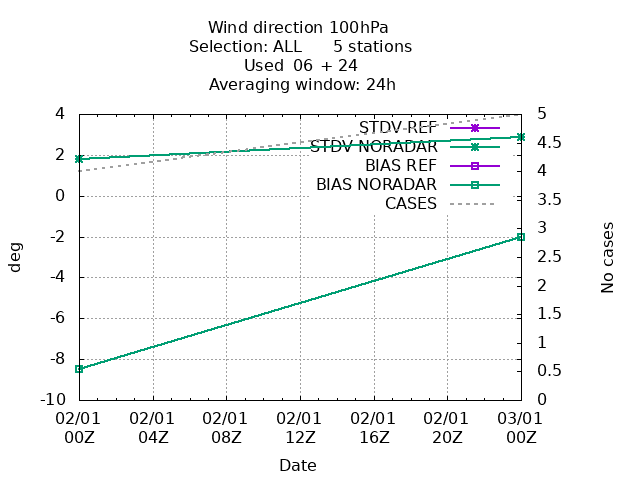 Wind direction 100hPa
Selection: ALL 5 stations
Used 06 + 24
Averaging window: 24h
4
2
0
-2
-4
-6
-8
-10
deg
5
4.5
4
3.5
3
2.5
2
1.5
1
0.5
0
No cases
STDV REF
STDV NORADAR
BIAS REF
BIAS NORADAR
CASES
02/01 02/01 02/01 02/01 02/01 02/01 03/01
00Z 04Z 08Z 12Z 16Z 20Z 00Z
Date